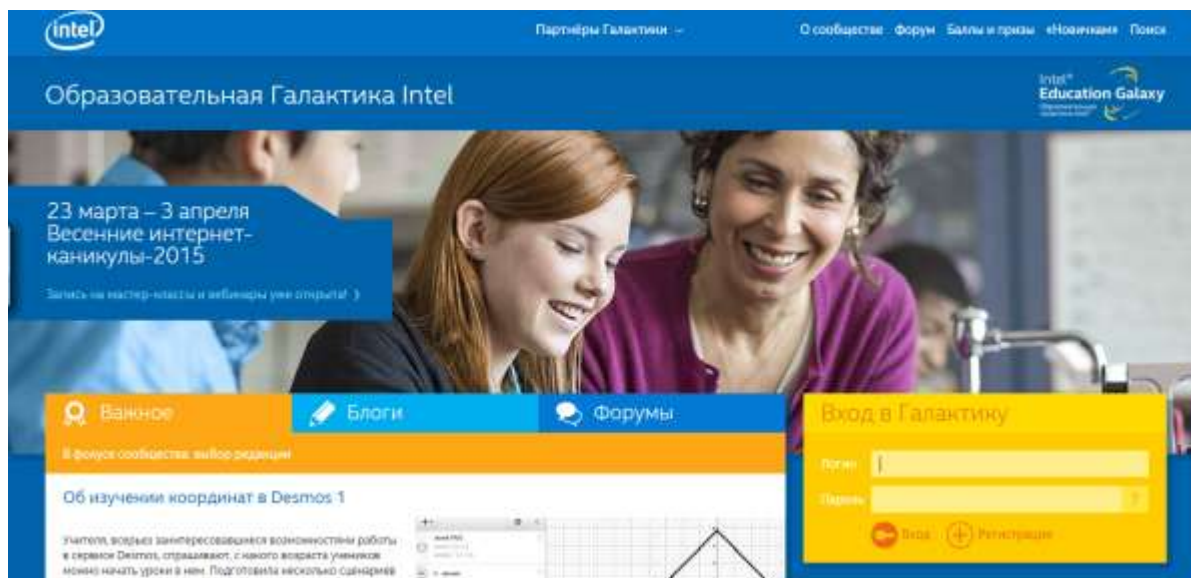 intel
Партнёры Галактики
О сообществе Форум Баллы и призы «Новичкам» Поиск
Образовательная Галактика Intel
Intel®
Education Galaxy
23 марта – 3 апреля
Весенние интернет-
каникулы-2015
Запись на мастер-классы и вебинары уже открыта!
Важное
Блоги
Форумы
В фокусе сообщества: выбор редакции
Об изучении координат в Desmos 1
Учителя, всерьез заинтересовавшиеся возможностями работы
в сервисе Desmos, спрашивают, с какого возраста учеников
можно начать уроки в нем. Подготовила несколько сценариев
Вход в Галактику
Логин
Пароль
?
Вход
Регистрация